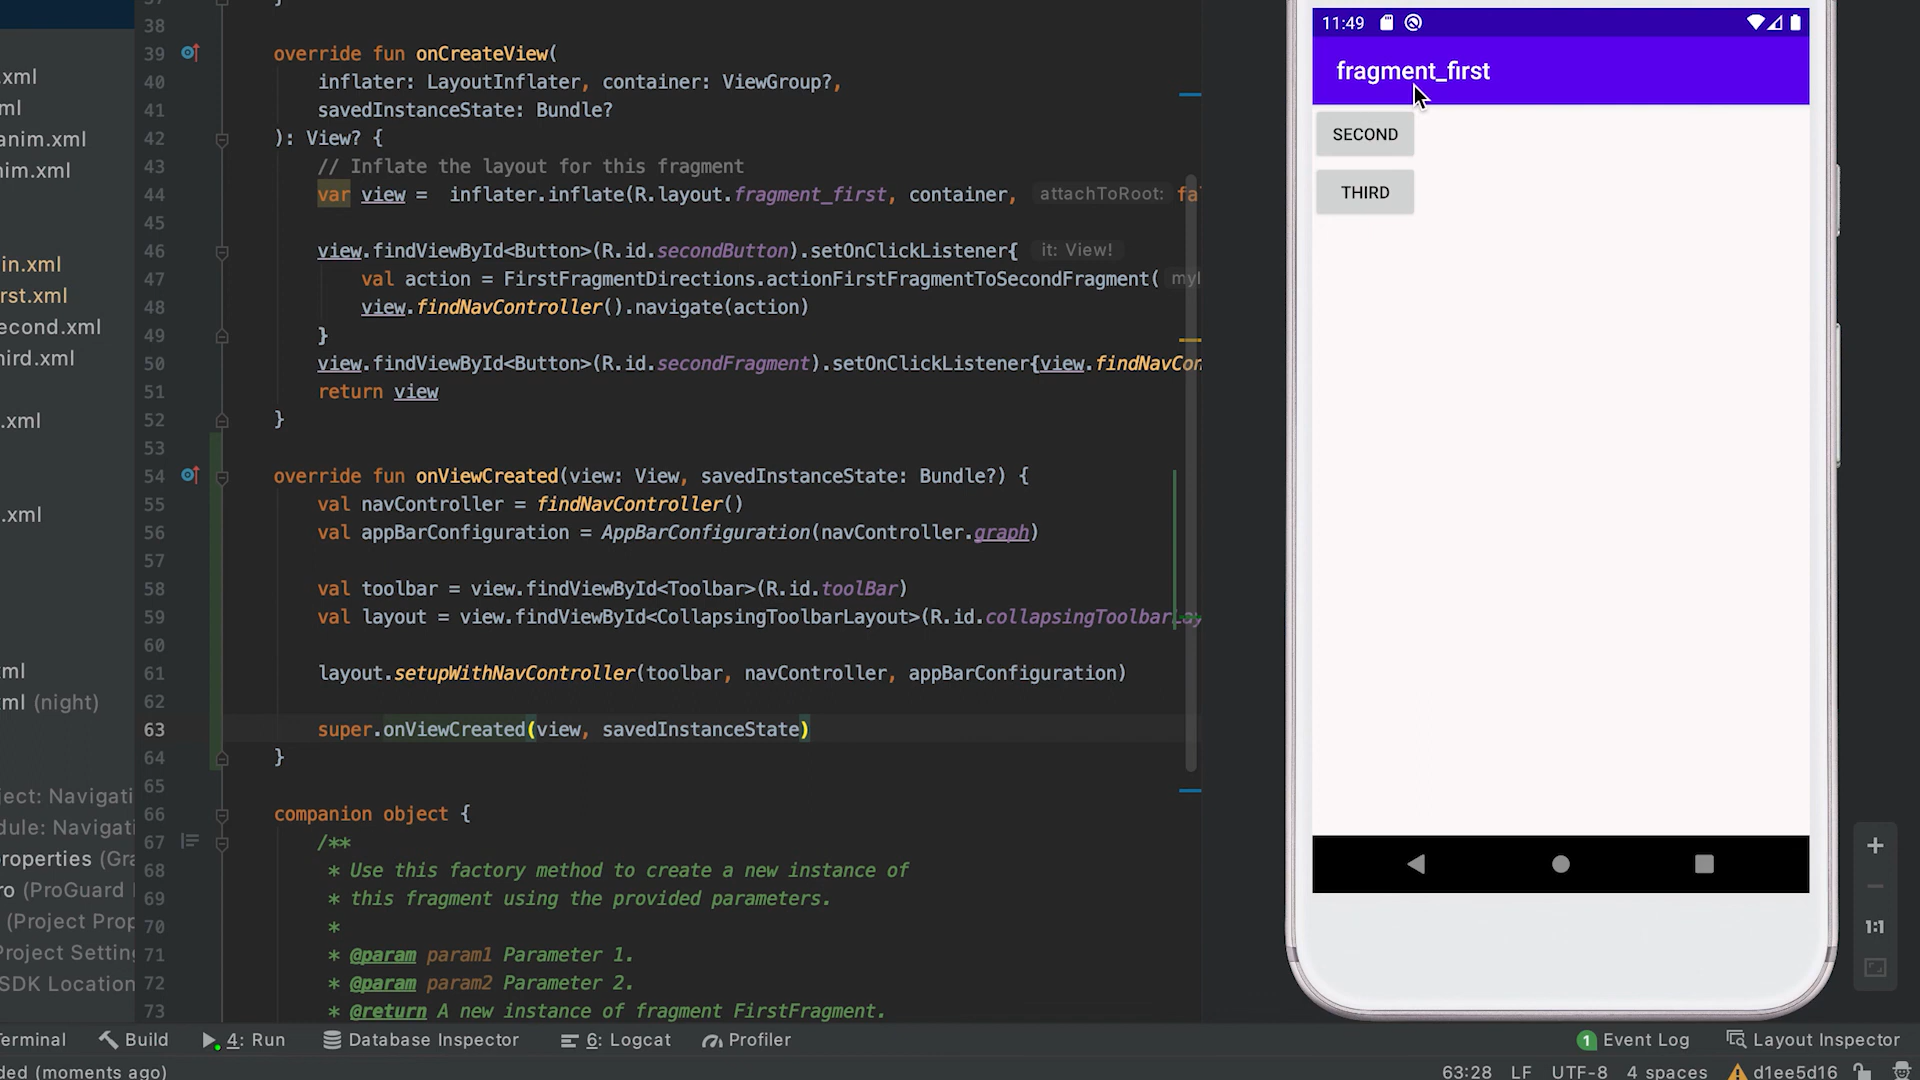 37 }
38
39 override fun onCreateView(
40 inflater: LayoutInflater, container: ViewGroup?,
41 savedInstanceState: Bundle?
42 ): View? {
43 // Inflate the layout for this fragment
44 var view = inflater.inflate(R.layout.fragment_first, container, attachToRoot: fa
45
46 view.findViewById<Button>(R.id.secondButton).setOnClickListener{ it: View!
47 val action = FirstFragmentDirections.actionFirstFragmentToSecondFragment(
48 view.findNavController().navigate(action)
49 }
50 view.findViewById<Button>(R.id.secondFragment).setOnClickListener{view.findNavCon
51 return view
52 }
53
54 override fun onViewCreated(view: View, savedInstanceState: Bundle?) {
55 val navController = findNavController()
56 val appBarConfiguration = AppBarConfiguration(navController.graph)
57
58 val toolbar = view.findViewById<Toolbar>(R.id.toolBar)
59 val layout = view.findViewById<CollapsingToolbarLayout>(R.id.collapsingToolbarLay
60
61 layout.setupWithNavController(toolbar, navController, appBarConfiguration)
62
63 super.onViewCreated(view, savedInstanceState)
64 }
65
66 companion object {
67 /**
68 * Use this factory method to create a new instance of
69 * this fragment using the provided parameters.
70 *
71 * @param param1 Parameter 1.
72 * @param param2 Parameter 2.
73 * @return A new instance of fragment FirstFragment.
.xml
ml
anim.xml
nim.xml
in.xml
rst.xml
econd.xml
hird.xml
.xml
.xml
ml
ml (night)
ject: Navigati
dule: Navigati
roperties (Gra
ro (ProGuard
(Project Prop
Project Setting
SDK Location
11:49
fragment_first
SECOND
THIRD
1:1
erminal Build 4: Run Database Inspector 6: Logcat Profiler 1 Event Log Layout Inspector
ded (moments ago) 63:28 LF UTF-8 4 spaces d1ee5d16